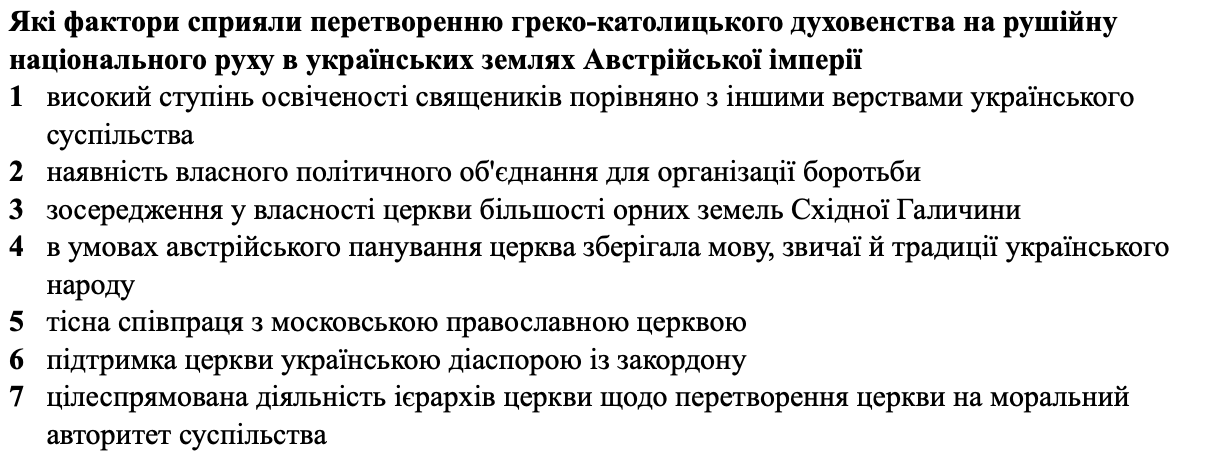 Які фактори сприяли перетворенню греко-католицького духовенства на рушійну
національного руху в українських землях Австрійської імперії
1 високий ступінь освіченості священиків порівняно з іншими верствами українського
суспільства
2 наявність власного політичного об'єднання для організації боротьби
3 зосередження у власності церкви більшості орних земель Східної Галичини
4 в умовах австрійського панування церква зберігала мову, звичаї й традиції українського
народу
5 тісна співпраця з московською православною церквою
6 підтримка церкви українською діаспорою із закордону
7 цілеспрямована діяльність ієрархів церкви щодо перетворення церкви на моральний
авторитет суспільства